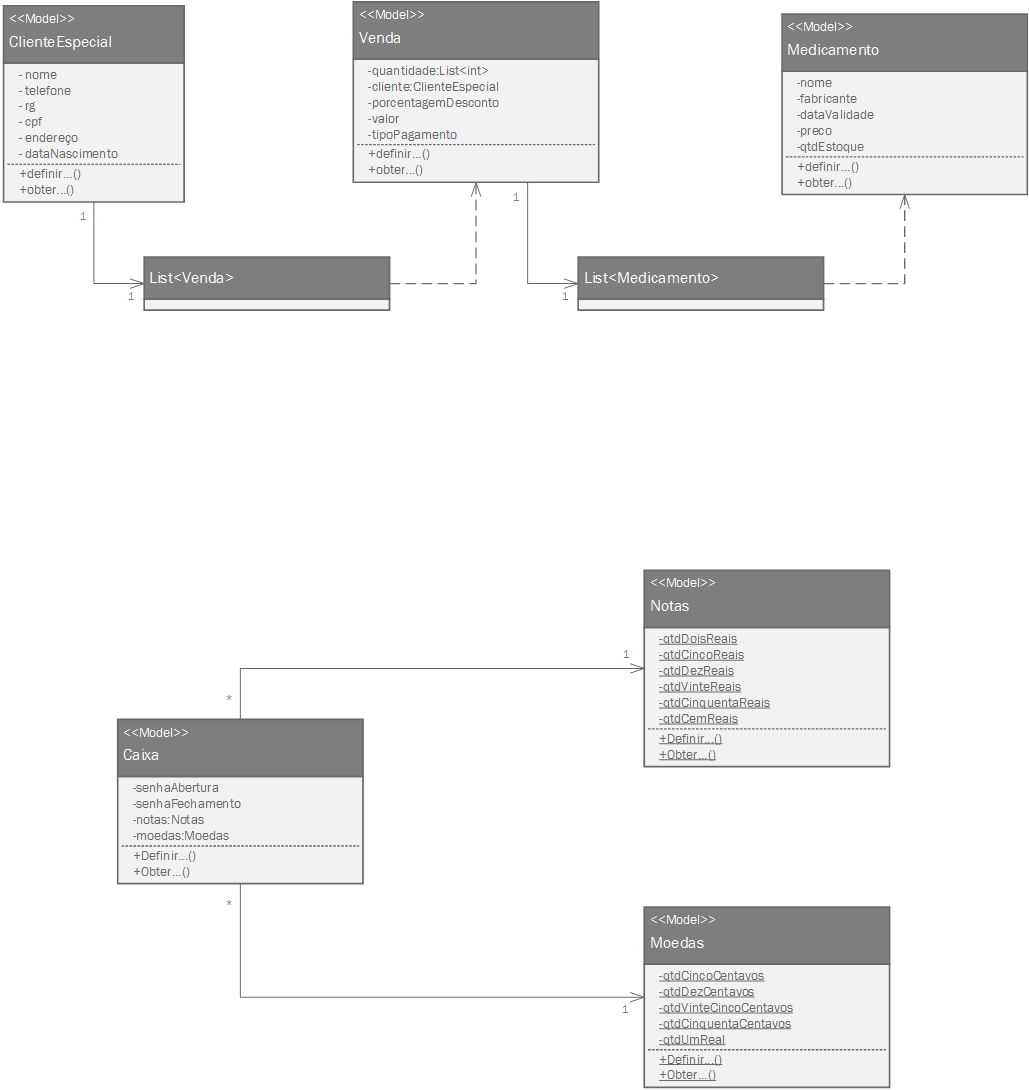 <<Model>>
ClienteEspecial
- nome
- telefone
- rg
- cpf
- endereço
- dataNascimento
+definir...()
+obter...()
1
<<Model>>
Venda
-quantidade:List<int>
-cliente:ClienteEspecial
-porcentagemDesconto
-valor
-tipoPagamento
+definir...()
+obter...()
1
<<Model>>
Medicamento
-nome
-fabricante
-dataValidade
-preco
-qtdEstoque
+definir...()
+obter...()
List<Venda>
1
List<Medicamento>
1
<<Model>>
Notas
-qtdDoisReais
-qtdCincoReais
-qtdDezReais
-qtdVinteReais
-qtdCinquentaReais
-qtdCemReais
+Definir...()
+Obter...()
1
*
<<Model>>
Caixa
-senhaAbertura
-senhaFechamento
-notas:Notas
-moedas:Moedas
+Definir...()
+Obter...()
*
1
<<Model>>
Moedas
-qtdCincoCentavos
-qtdDezCentavos
-qtdVinteCincoCentavos
-qtdCinquentaCentavos
-qtdUmReal
+Definir...()
+Obter...()